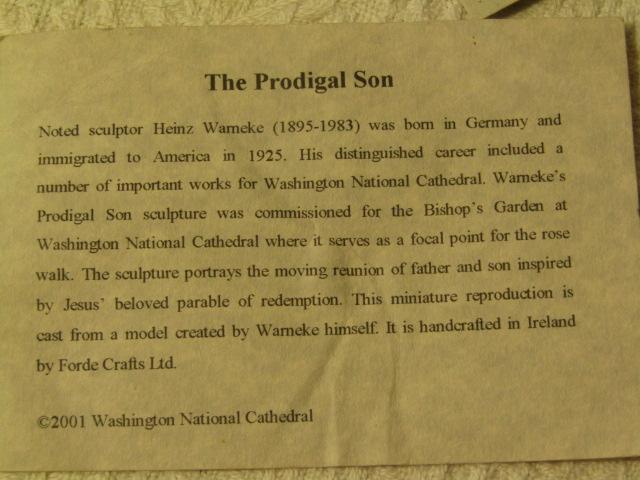 The Prodigal Son
Noted sculptor Heinz Warneke (1895-1983) was born in Germany and
immigrated to America in 1925. His distinguished career included a
number of important works for Washington National Cathedral. Warneke's
Prodigal Son sculpture was commissioned for the Bishop's Garden at
Washington National Cathedral where it serves as a focal point for the rose
walk. The sculpture portrays the moving reunion of father and son inspired
by Jesus' beloved parable of redemption. This miniature reproduction is
cast from a model created by Warneke himself. It is handcrafted in Ireland
by Forde Crafts Ltd.
©2001 Washington National Cathedral